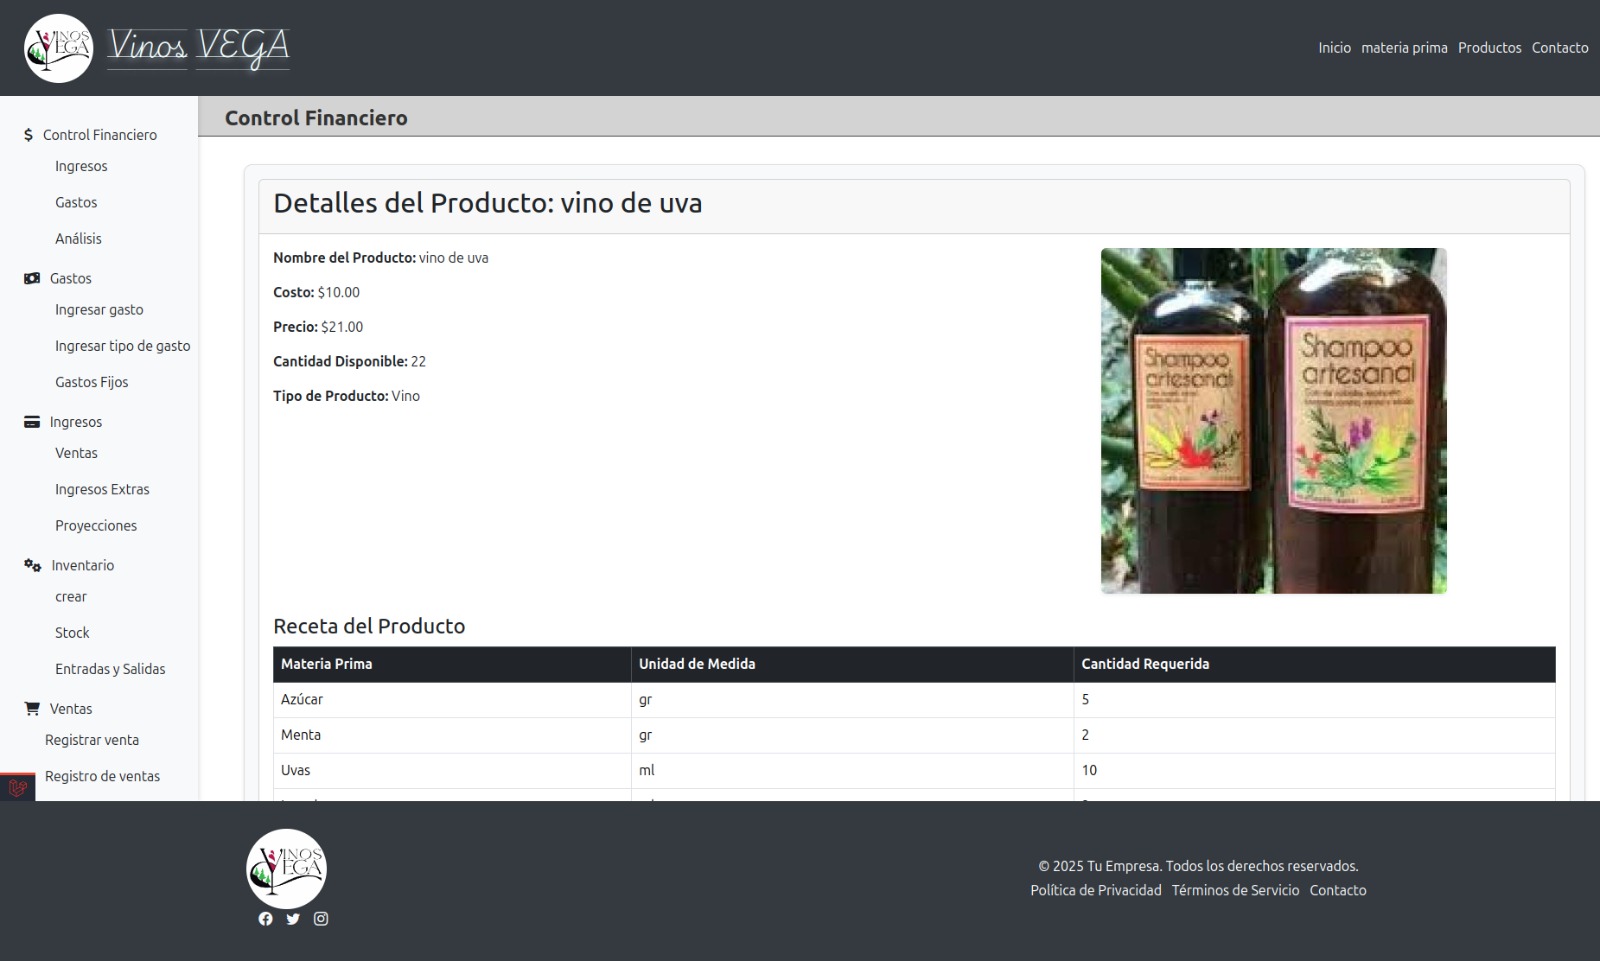 VINOS
VEGA
Vinos VEGA
Inicio materia prima Productos Contacto
Control Financiero
Ingresos
Gastos
Análisis
Gastos
Ingresar gasto
Ingresar tipo de gasto
Gastos Fijos
Ingresos
Ventas
Ingresos Extras
Proyecciones
Inventario
crear
Stock
Entradas y Salidas
Ventas
Registrar venta
Registro de ventas
Control Financiero
Detalles del Producto: vino de uva
Nombre del Producto: vino de uva
Costo: $10.00
Precio: $21.00
Cantidad Disponible: 22
Tipo de Producto: Vino
Shampoo
artesanal
Shampoo
artesanal
Receta del Producto
Materia Prima Unidad de Medida Cantidad Requerida
Azúcar gr 5
Menta gr 2
Uvas ml 10
VINOS
VEGA
© 2025 Tu Empresa. Todos los derechos reservados.
Política de Privacidad Términos de Servicio Contacto